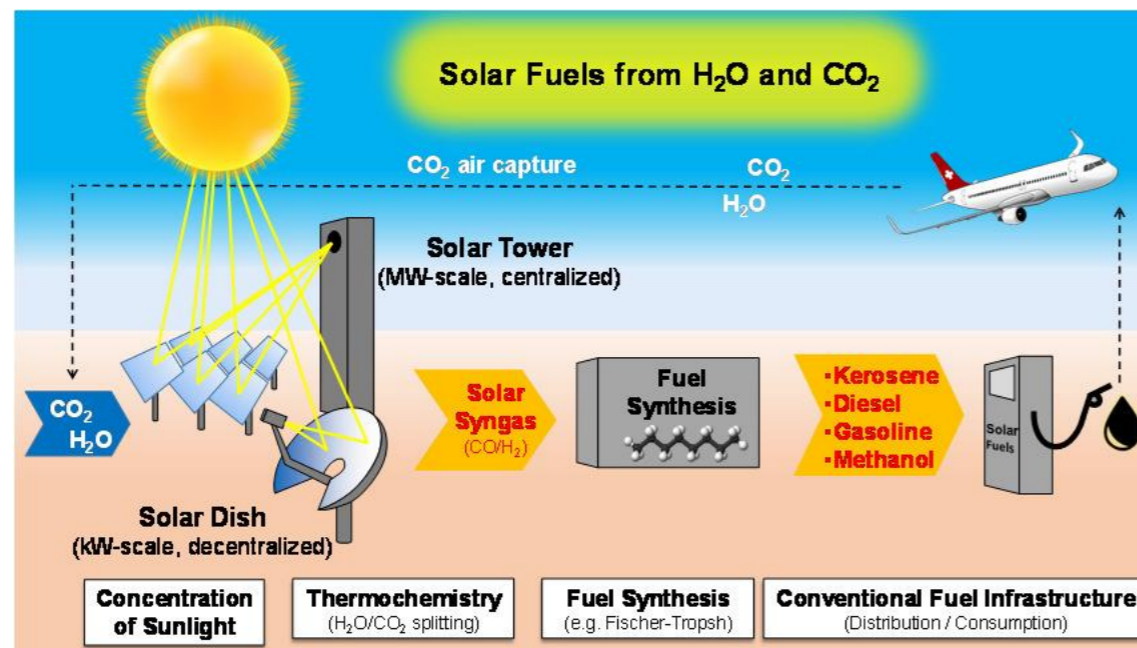 Solar Fuels from H₂O and CO₂
CO₂ air capture
CO₂
H₂O
Solar Tower
(MW-scale, centralized)
CO₂
H₂O
Solar
Syngas
(CO/H₂)
Fuel
Synthesis
▪Kerosene
▪Diesel
▪Gasoline
▪Methanol
Solar
Fuels
Solar Dish
(kW-scale, decentralized)
Concentration
of Sunlight
Thermochemistry
(H₂O/CO₂ splitting)
Fuel Synthesis
(e.g. Fischer-Tropsh)
Conventional Fuel Infrastructure
(Distribution / Consumption)